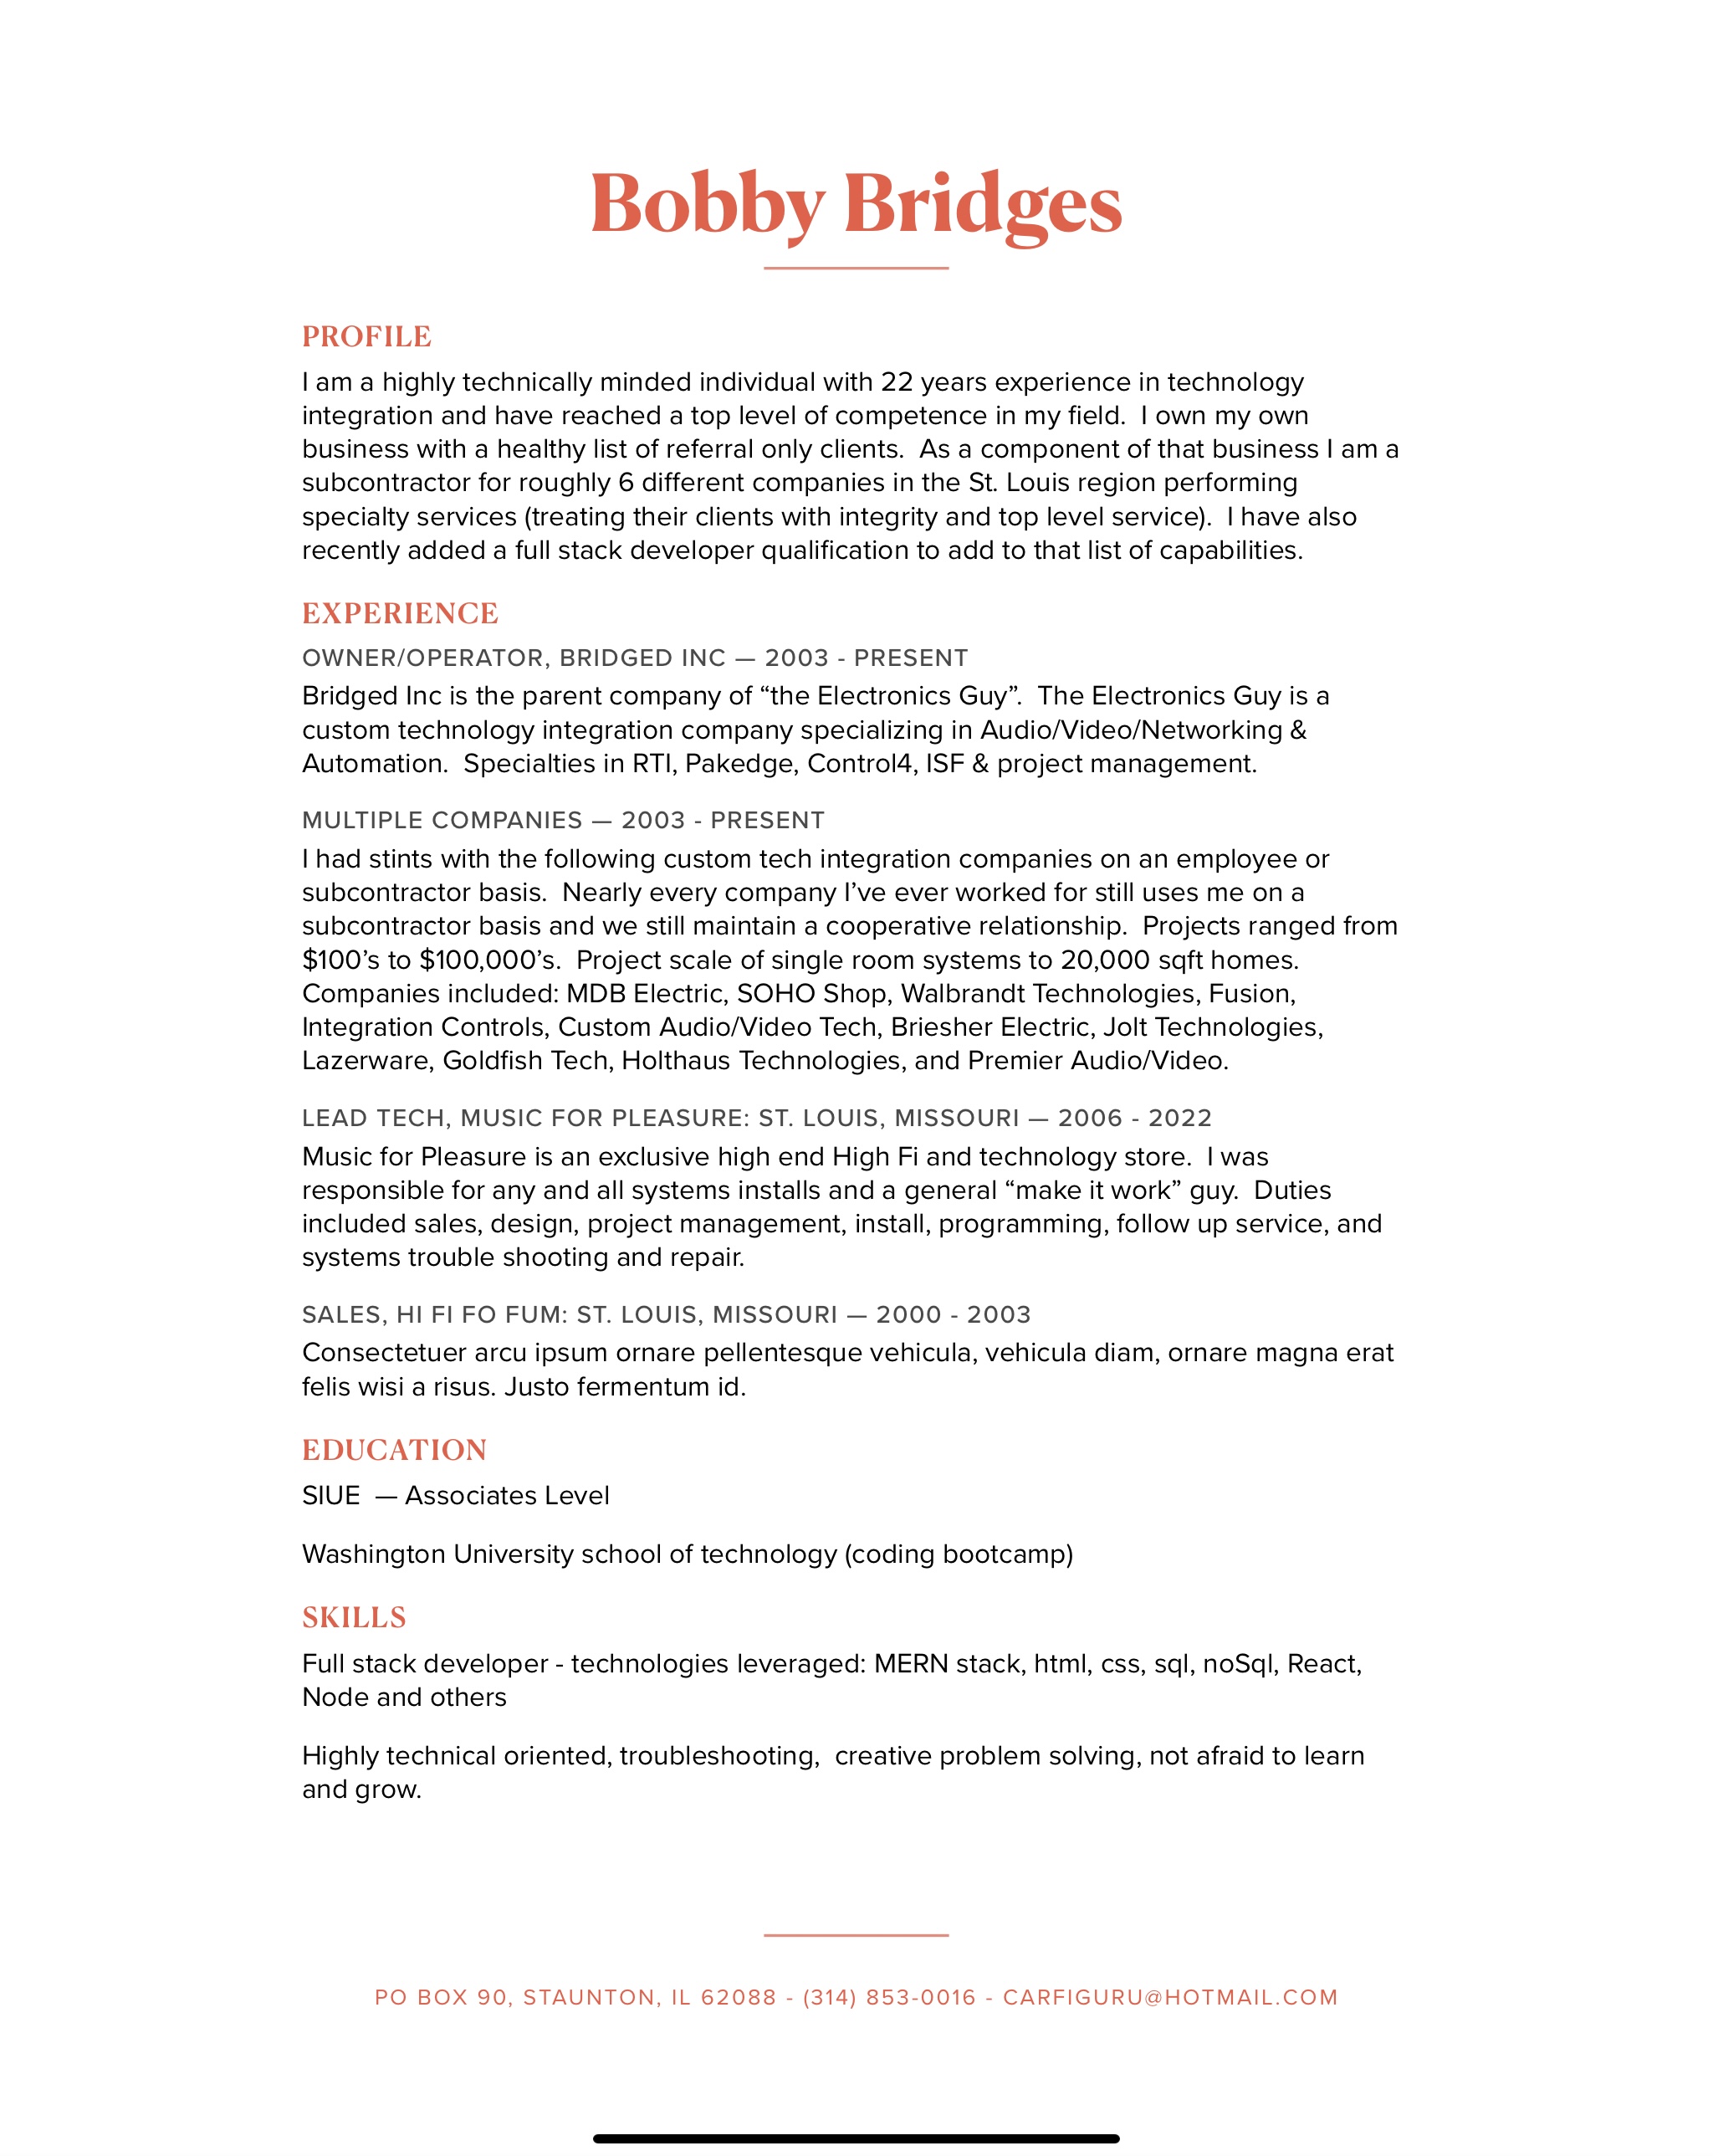 Bobby Bridges
PROFILE
I am a highly technically minded individual with 22 years experience in technology
integration and have reached a top level of competence in my field.  I own my own
business with a healthy list of referral only clients.  As a component of that business I am a
subcontractor for roughly 6 different companies in the St. Louis region performing
specialty services (treating their clients with integrity and top level service).  I have also
recently added a full stack developer qualification to add to that list of capabilities.
EXPERIENCE
OWNER/OPERATOR, BRIDGED INC — 2003 - PRESENT
Bridged Inc is the parent company of “the Electronics Guy”.  The Electronics Guy is a
custom technology integration company specializing in Audio/Video/Networking &
Automation.  Specialties in RTI, Pakedge, Control4, ISF & project management.
MULTIPLE COMPANIES — 2003 - PRESENT
I had stints with the following custom tech integration companies on an employee or
subcontractor basis.  Nearly every company I’ve ever worked for still uses me on a
subcontractor basis and we still maintain a cooperative relationship.  Projects ranged from
$100’s to $100,000’s.  Project scale of single room systems to 20,000 sqft homes.
Companies included: MDB Electric, SOHO Shop, Walbrandt Technologies, Fusion,
Integration Controls, Custom Audio/Video Tech, Briesher Electric, Jolt Technologies,
Lazerware, Goldfish Tech, Holthaus Technologies, and Premier Audio/Video.
LEAD TECH, MUSIC FOR PLEASURE: ST. LOUIS, MISSOURI — 2006 - 2022
Music for Pleasure is an exclusive high end High Fi and technology store.  I was
responsible for any and all systems installs and a general “make it work” guy.  Duties
included sales, design, project management, install, programming, follow up service, and
systems trouble shooting and repair.
SALES, HI FI FO FUM: ST. LOUIS, MISSOURI — 2000 - 2003
Consectetuer arcu ipsum ornare pellentesque vehicula, vehicula diam, ornare magna erat
felis wisi a risus. Justo fermentum id.
EDUCATION
SIUE  — Associates Level
Washington University school of technology (coding bootcamp)
SKILLS
Full stack developer - technologies leveraged: MERN stack, html, css, sql, noSql, React,
Node and others
Highly technical oriented, troubleshooting,  creative problem solving, not afraid to learn
and grow.
PO BOX 90, STAUNTON, IL 62088 - (314) 853-0016 - CARFIGURU@HOTMAIL.COM